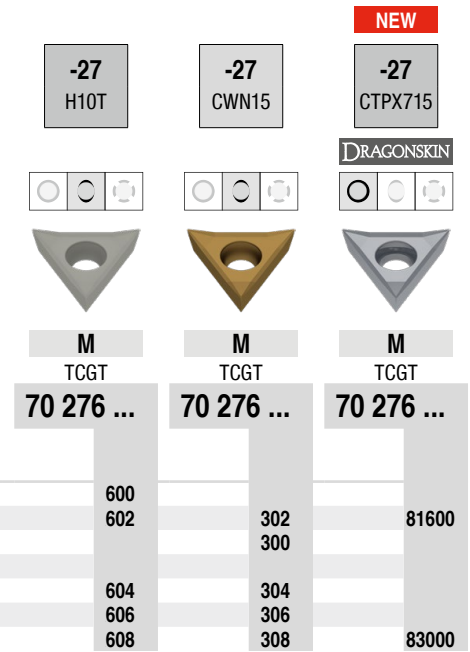 NEW
-27 -27 -27
H10T CWN15 CTPX715
DRAGONSKIN
M M M
TCGT TCGT TCGT
70 276 ... 70 276 ... 70 276 ...
600
602 302 81600
300
604 304
606 306
608 308 83000